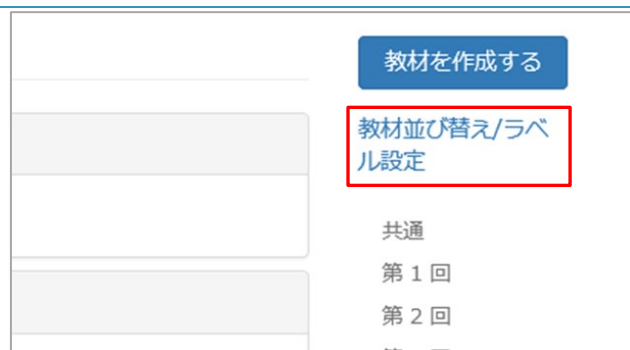 教材を作成する
教材並び替え/ラベ
ル設定
共通
第 1 回
第 2 回